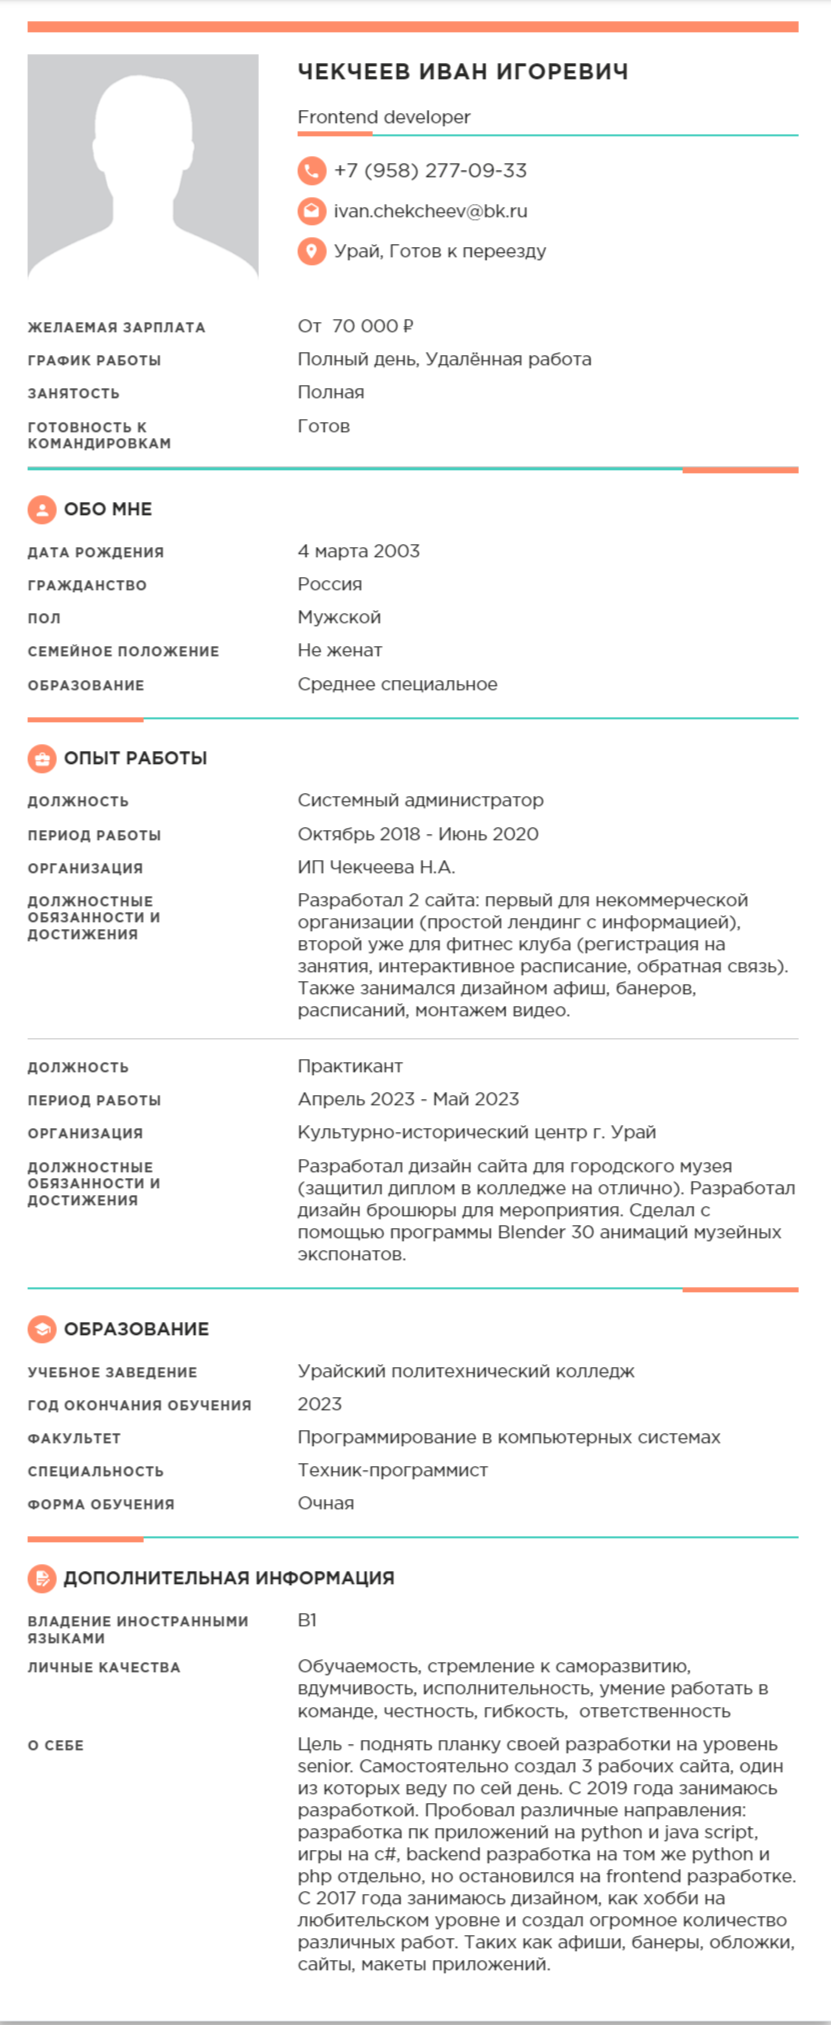 ЧЕКЧЕЕВ ИВАН ИГОРЕВИЧ
Frontend developer
+7 (958) 277-09-33
ivan.chekcheev@bk.ru
Урай, Готов к переезду
ЖЕЛАЕМАЯ ЗАРПЛАТА
От 70 000 ₽
ГРАФИК РАБОТЫ
Полный день, Удалённая работа
ЗАНЯТОСТЬ
Полная
ГОТОВНОСТЬ К
КОМАНДИРОВКАМ
Готов
ОБО МНЕ
ДАТА РОЖДЕНИЯ
4 марта 2003
ГРАЖДАНСТВО
Россия
ПОЛ
Мужской
СЕМЕЙНОЕ ПОЛОЖЕНИЕ
Не женат
ОБРАЗОВАНИЕ
Среднее специальное
ОПЫТ РАБОТЫ
ДОЛЖНОСТЬ
Системный администратор
ПЕРИОД РАБОТЫ
Октябрь 2018 - Июнь 2020
ОРГАНИЗАЦИЯ
ИП Чекчеева Н.А.
ДОЛЖНОСТНЫЕ
ОБЯЗАННОСТИ И
ДОСТИЖЕНИЯ
Разработал 2 сайта: первый для некоммерческой
организации (простой лендинг с информацией),
второй уже для фитнес клуба (регистрация на
занятия, интерактивное расписание, обратная связь).
Также занимался дизайном афиш, банеров,
расписаний, монтажем видео.
ДОЛЖНОСТЬ
Практикант
ПЕРИОД РАБОТЫ
Апрель 2023 - Май 2023
ОРГАНИЗАЦИЯ
Культурно-исторический центр г. Урай
ДОЛЖНОСТНЫЕ
ОБЯЗАННОСТИ И
ДОСТИЖЕНИЯ
Разработал дизайн сайта для городского музея
(защитил диплом в колледже на отлично). Разработал
дизайн брошюры для мероприятия. Сделал с
помощью программы Blender 30 анимаций музейных
экспонатов.
ОБРАЗОВАНИЕ
УЧЕБНОЕ ЗАВЕДЕНИЕ
Урайский политехнический колледж
ГОД ОКОНЧАНИЯ ОБУЧЕНИЯ
2023
ФАКУЛЬТЕТ
Программирование в компьютерных системах
СПЕЦИАЛЬНОСТЬ
Техник-программист
ФОРМА ОБУЧЕНИЯ
Очная
ДОПОЛНИТЕЛЬНАЯ ИНФОРМАЦИЯ
ВЛАДЕНИЕ ИНОСТРАННЫМИ
ЯЗЫКАМИ
B1
ЛИЧНЫЕ КАЧЕСТВА
Обучаемость, стремление к саморазвитию,
вдумчивость, исполнительность, умение работать в
команде, честность, гибкость, ответственность
О СЕБЕ
Цель - поднять планку своей разработки на уровень
senior. Самостоятельно создал 3 рабочих сайта, один
из которых веду по сей день. С 2019 года занимаюсь
разработкой. Пробовал различные направления:
разработка пк приложений на python и java script,
игры на c#, backend разработка на том же python и
php отдельно, но остановился на frontend разработке.
С 2017 года занимаюсь дизайном, как хобби на
любительском уровне и создал огромное количество
различных работ. Таких как афиши, банеры, обложки,
сайты, макеты приложений.